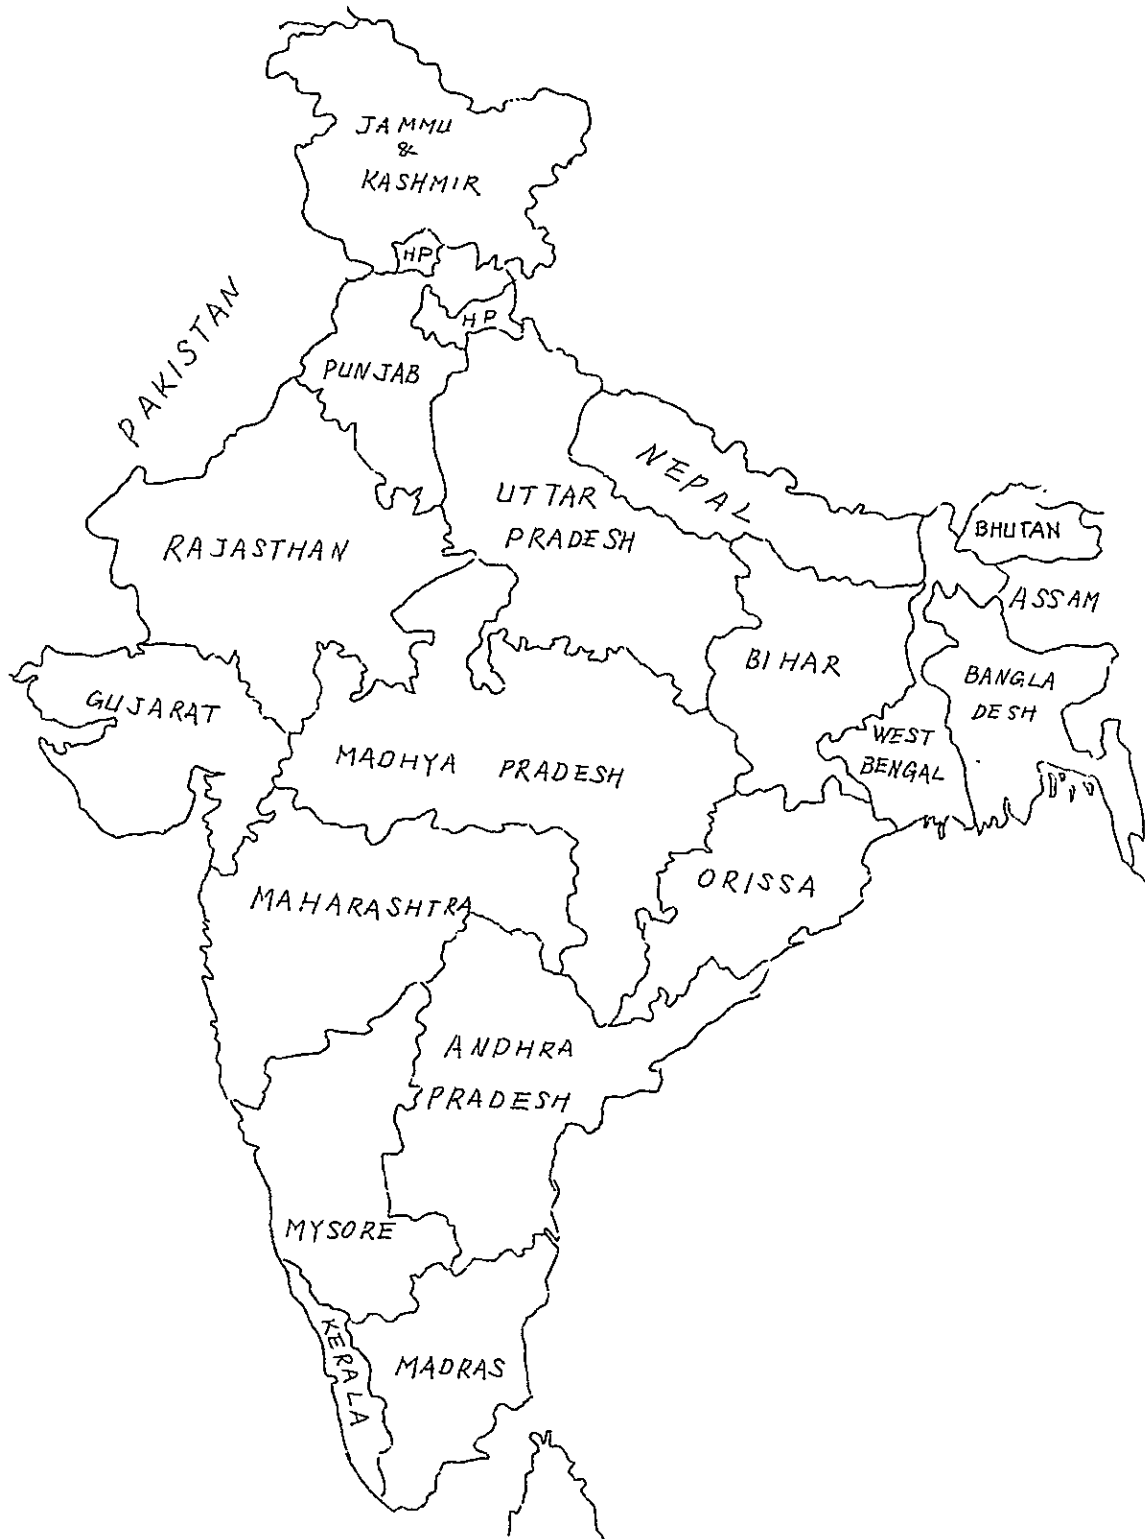 JAMMU
&
KASHMIR
HP
HP
PAKISTAN
PUNJAB
NEPAL
UTTAR
PRADESH
RAJASTHAN
BHUTAN
ASSAM
BIHAR
BANGLA
DESH
GUJARAT
WEST
BENGAL
MADHYA PRADESH
ORISSA
MAHARASHTRA
ANDHRA
PRADESH
MYSORE
KERALA
MADRAS